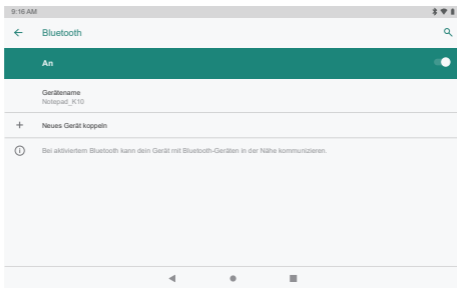 9:16 AM
Bluetooth
An
Gerätename
Notepad_K10
Neues Gerät koppeln
Bei aktiviertem Bluetooth kann dein Gerät mit Bluetooth-Geräten in der Nähe kommunizieren.